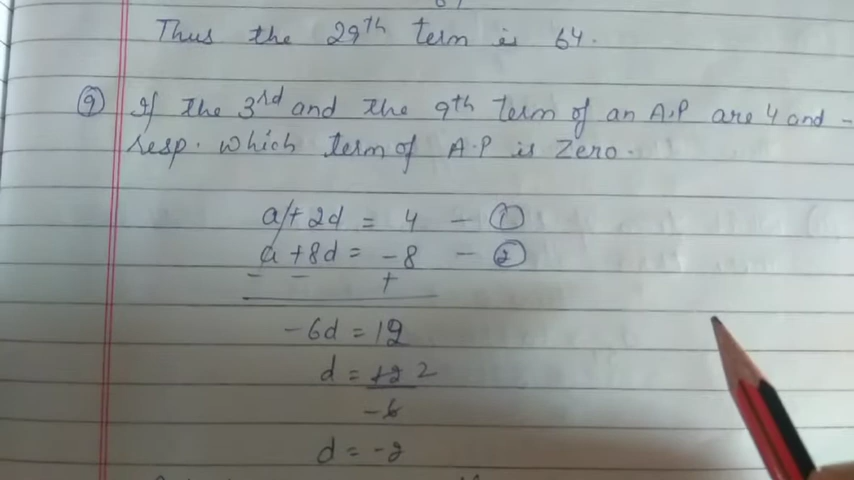 Thus the 29th term is 64.
(9) If the 3rd and the 9th term of an A.P are 4 and -
resp. which term of A.P is Zero.
a + 2d = 4 - (1)
a + 8d = -8 - (2)
- - +
-6d = 12
d = 12 2
-6
d = -2